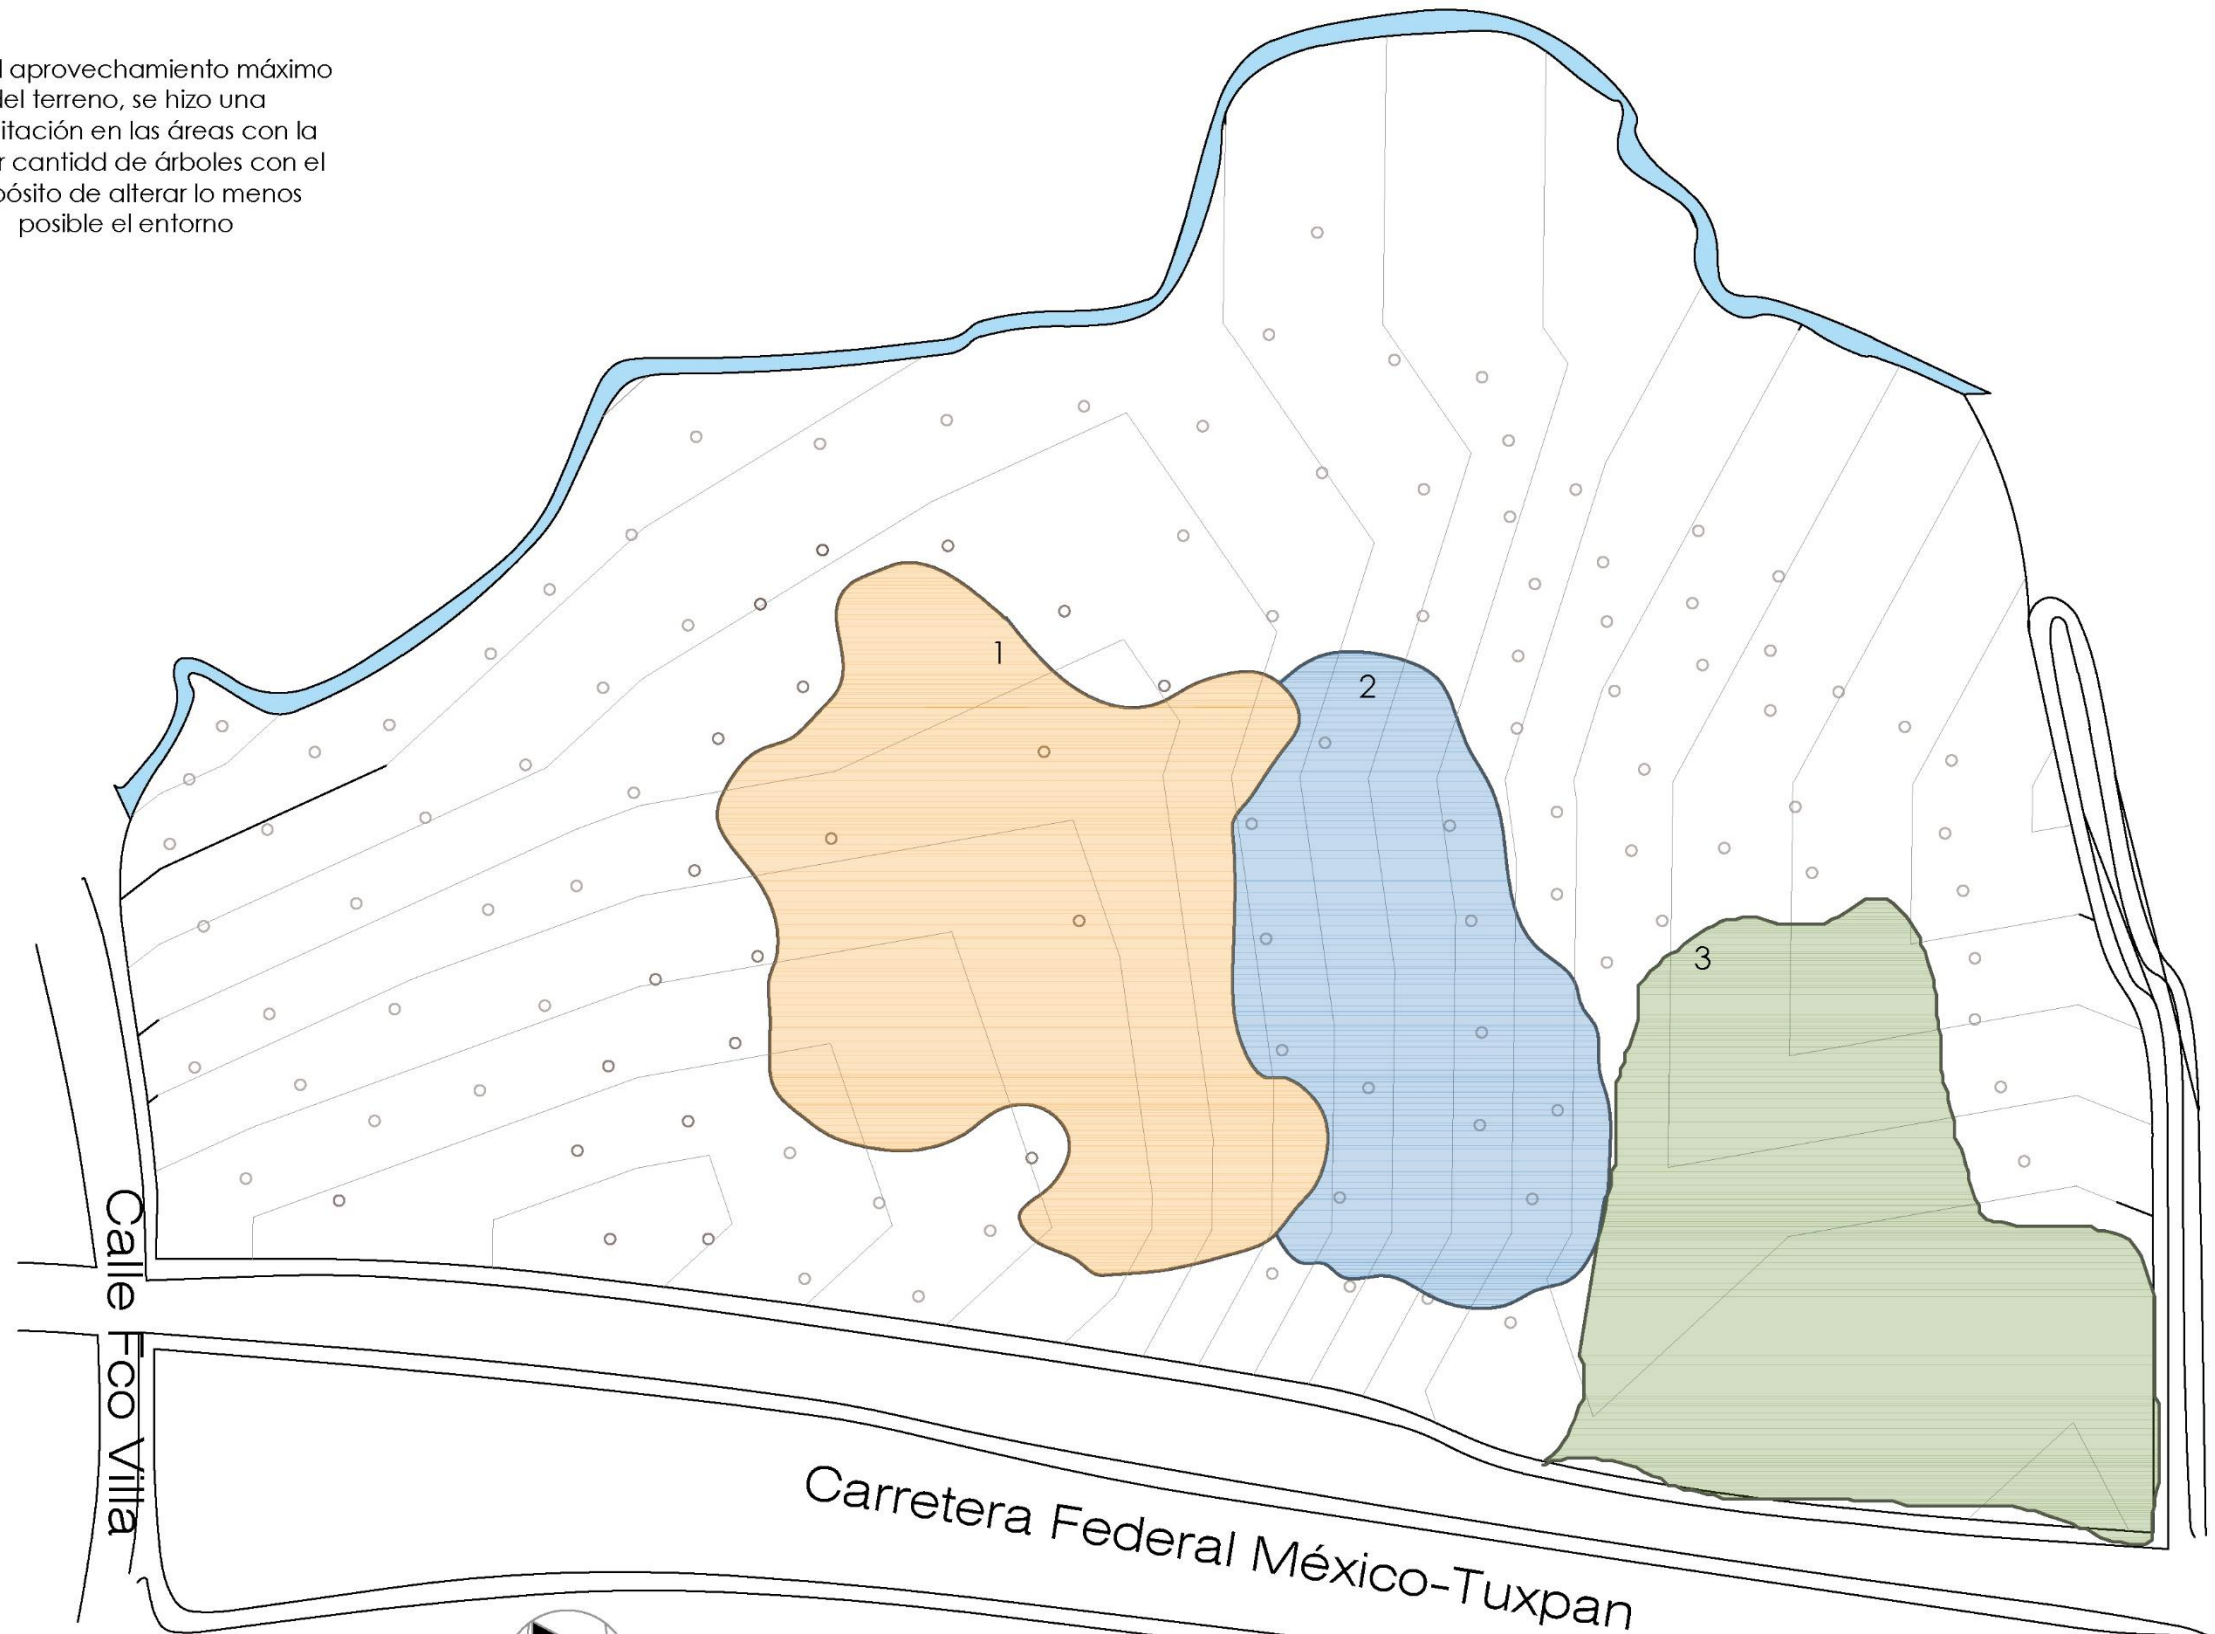 l aprovechamiento máximo
del terreno, se hizo una
itación en las áreas con la
r cantidd de árboles con el
pósito de alterar lo menos
posible el entorno
1
2
3
Calle Fco Villa
Carretera Federal México-Tuxpan